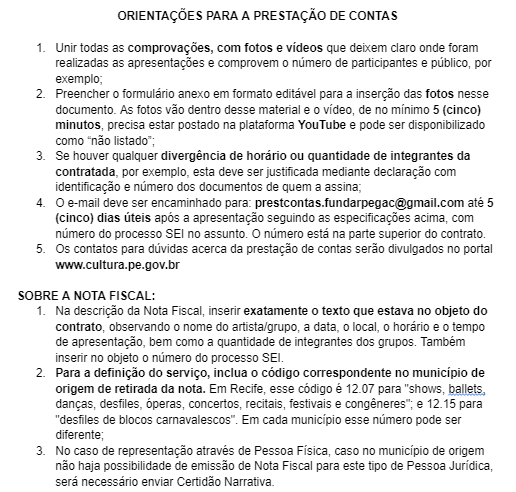 ORIENTAÇÕES PARA A PRESTAÇÃO DE CONTAS
1. Unir todas as comprovações, com fotos e vídeos que deixem claro onde foram
realizadas as apresentações e comprovem o número de participantes e público, por
exemplo;
2. Preencher o formulário anexo em formato editável para a inserção das fotos nesse
documento. As fotos vão dentro desse material e o vídeo, de no mínimo 5 (cinco)
minutos, precisa estar postado na plataforma YouTube e pode ser disponibilizado
como “não listado”;
3. Se houver qualquer divergência de horário ou quantidade de integrantes da
contratada, por exemplo, esta deve ser justificada mediante declaração com
identificação e número dos documentos de quem a assina;
4. O e-mail deve ser encaminhado para: prestcontas.fundarpegac@gmail.com até 5
(cinco) dias úteis após a apresentação seguindo as especificações acima, com
número do processo SEI no assunto. O número está na parte superior do contrato.
5. Os contatos para dúvidas acerca da prestação de contas serão divulgados no portal
www.cultura.pe.gov.br
SOBRE A NOTA FISCAL:
1. Na descrição da Nota Fiscal, inserir exatamente o texto que estava no objeto do
contrato, observando o nome do artista/grupo, a data, o local, o horário e o tempo
de apresentação, bem como a quantidade de integrantes dos grupos. Também
inserir no objeto o número do processo SEI.
2. Para a definição do serviço, inclua o código correspondente no município de
origem de retirada da nota. Em Recife, esse código é 12.07 para "shows, ballets,
danças, desfiles, óperas, concertos, recitais, festivais e congêneres"; e 12.15 para
"desfiles de blocos carnavalescos". Em cada município esse número pode ser
diferente;
3. No caso de representação através de Pessoa Física, caso no município de origem
não haja possibilidade de emissão de Nota Fiscal para este tipo de Pessoa Jurídica,
será necessário enviar Certidão Narrativa.